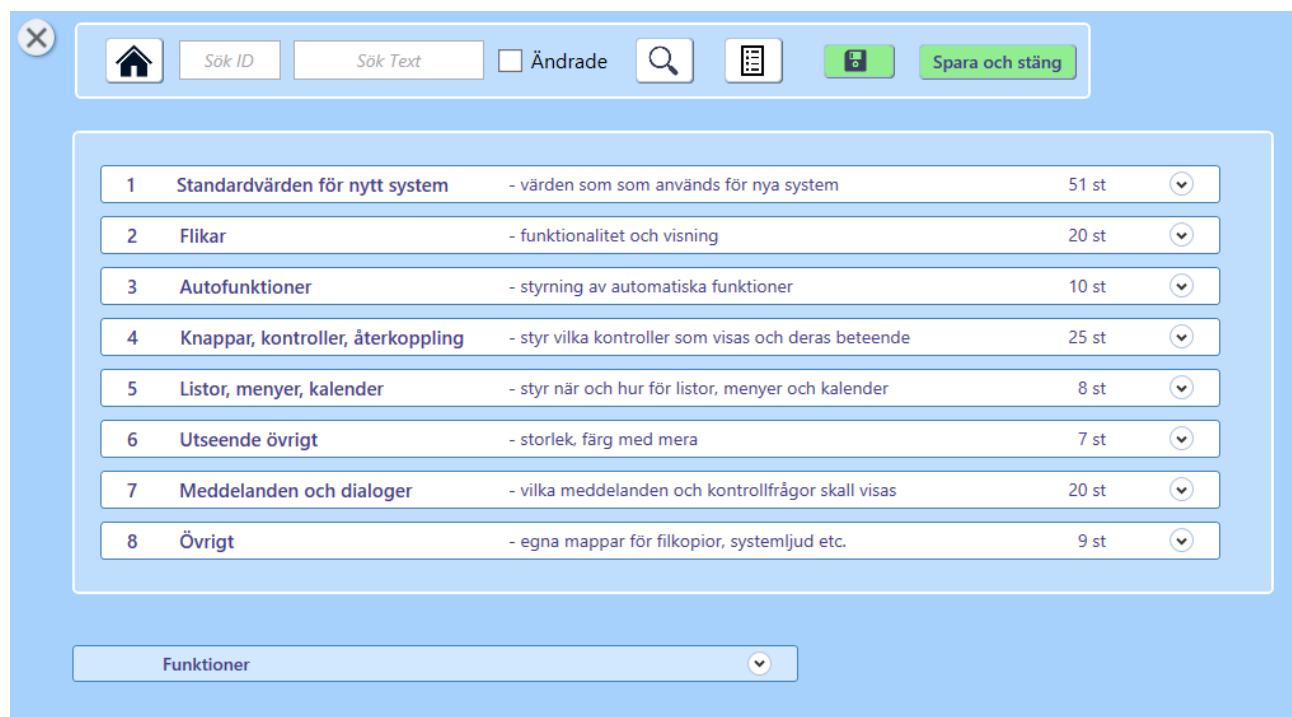 Sök ID Sök Text Ändrade Spara och stäng
1 Standardvärden för nytt system - värden som som används för nya system 51 st
2 Flikar - funktionalitet och visning 20 st
3 Autofunktioner - styrning av automatiska funktioner 10 st
4 Knappar, kontroller, återkoppling - styr vilka kontroller som visas och deras beteende 25 st
5 Listor, menyer, kalender - styr när och hur för listor, menyer och kalender 8 st
6 Utseende övrigt - storlek, färg med mera 7 st
7 Meddelanden och dialoger - vilka meddelanden och kontrollfrågor skall visas 20 st
8 Övrigt - egna mappar för filkopior, systemljud etc. 9 st
Funktioner